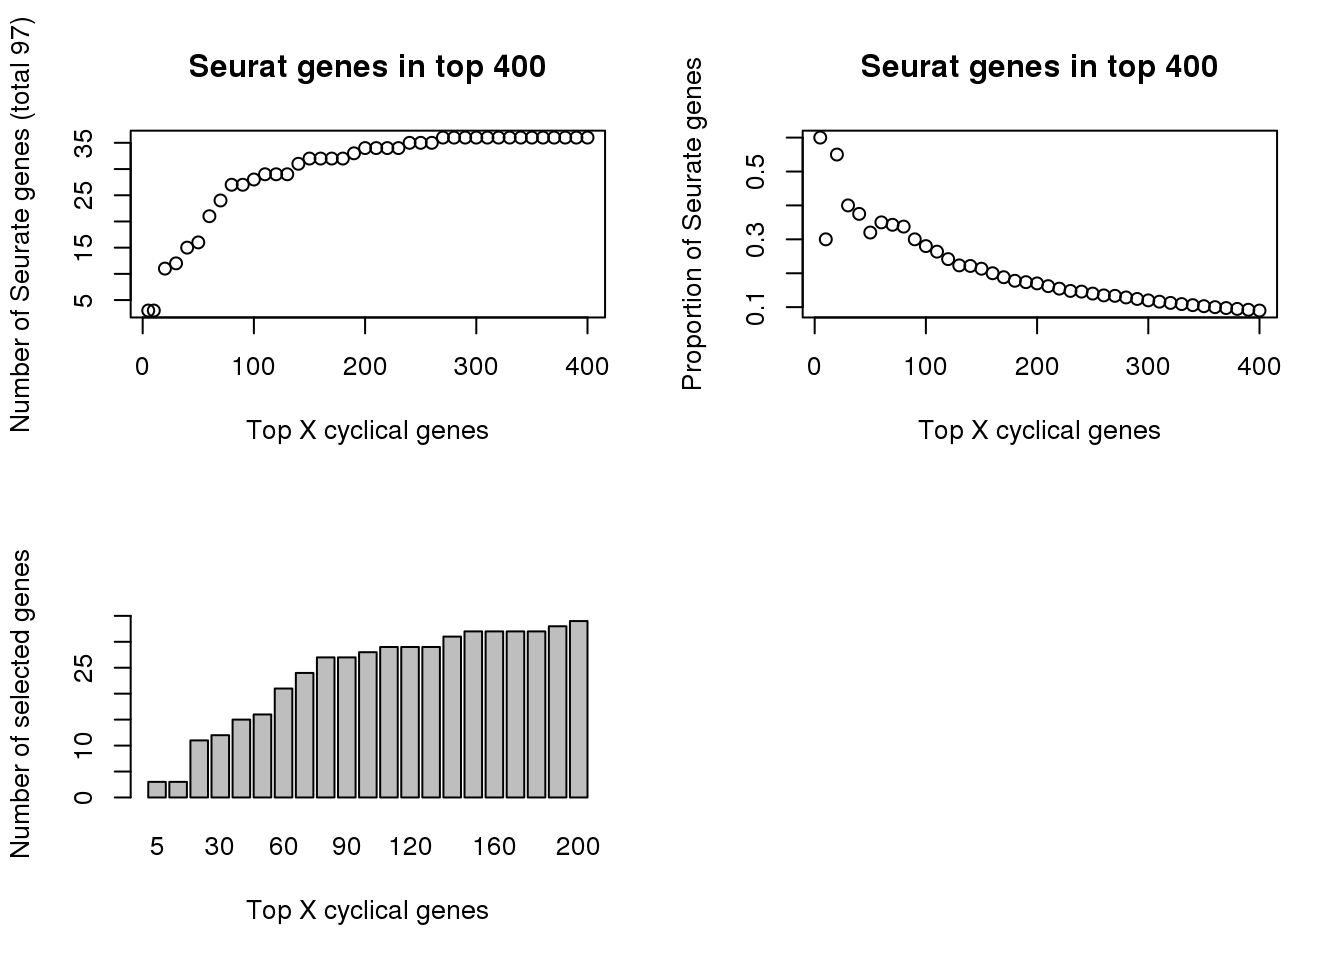 Seurat genes in top 400
Number of Seurate genes (total 97)
35
25
15
5
0 100 200 300 400
Top X cyclical genes
Seurat genes in top 400
Proportion of Seurate genes
0.5
0.3
0.1
0 100 200 300 400
Top X cyclical genes
Number of selected genes
25
10
0
5 30 60 90 120 160 200
Top X cyclical genes